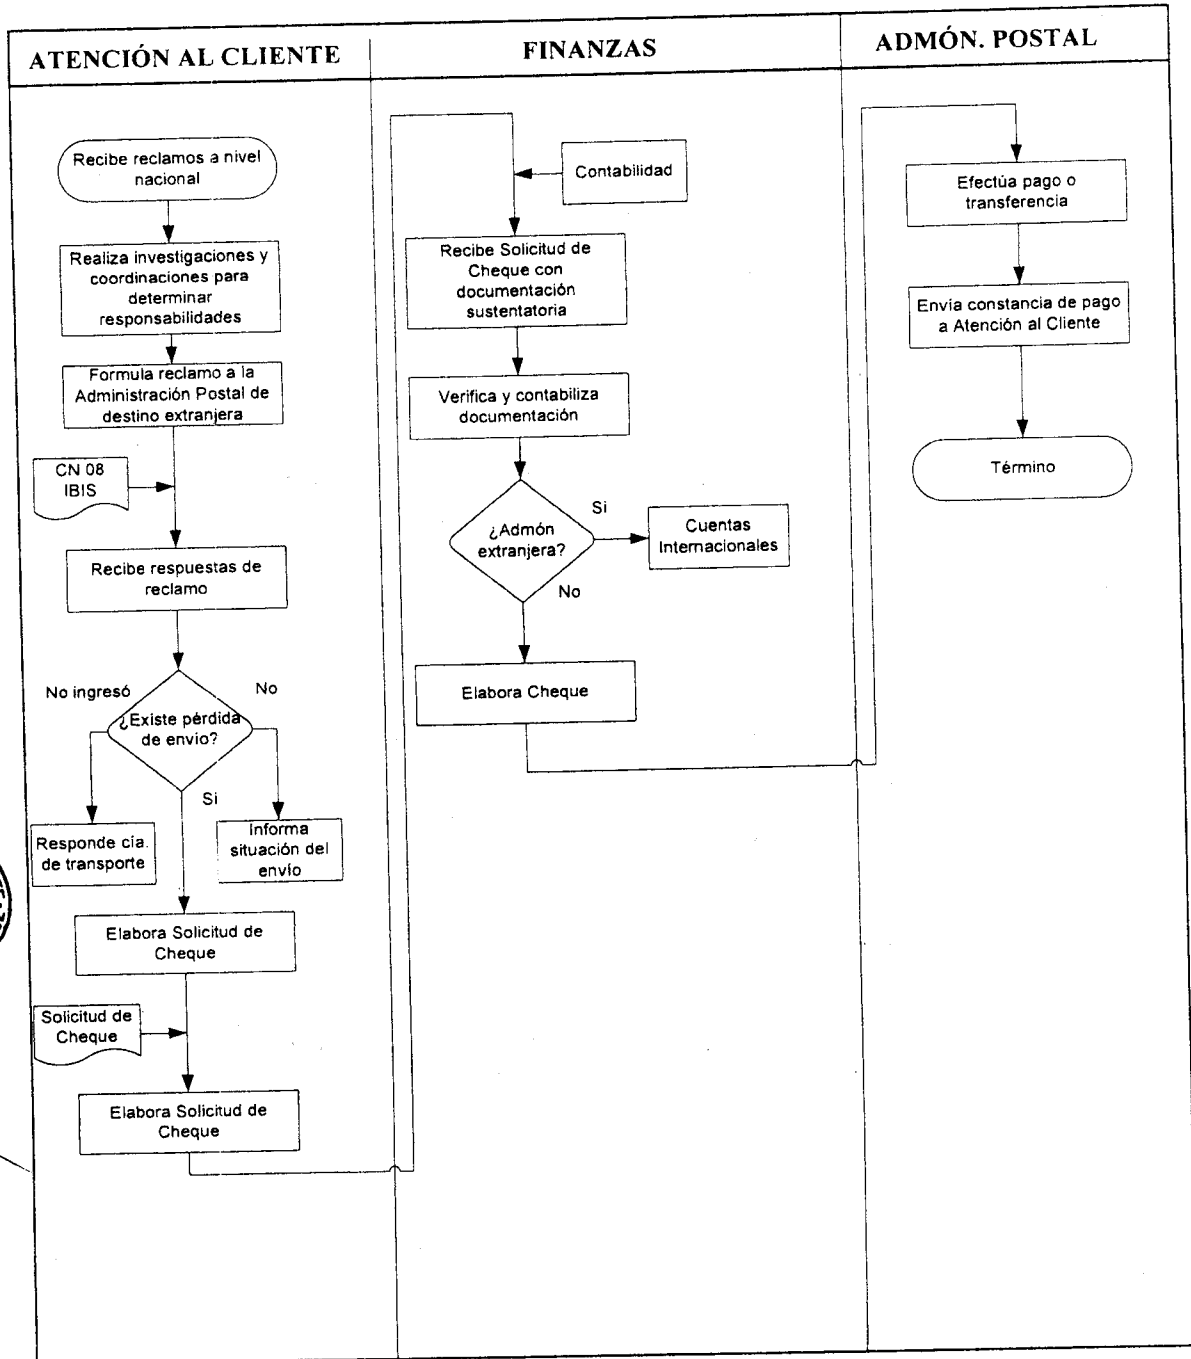 ATENCIÓN AL CLIENTE
FINANZAS
ADMÓN. POSTAL
Recibe reclamos a nivel
nacional
Realiza investigaciones y
coordinaciones para
determinar
responsabilidades
Formula reclamo a la
Administración Postal de
destino extranjera
CN 08
IBIS
Recibe respuestas de
reclamo
No ingresó
No
¿Existe pérdida
de envio?
Si
Responde cía.
de transporte
Informa
situación del
envío
Elabora Solicitud de
Cheque
Solicitud de
Cheque
Elabora Solicitud de
Cheque
Contabilidad
Recibe Solicitud de
Cheque con
documentación
sustentatoria
Verifica y contabiliza
documentación
¿Admón
extranjera?
Si
Cuentas
Internacionales
No
Elabora Cheque
Efectúa pago o
transferencia
Envía constancia de pago
a Atención al Cliente
Término